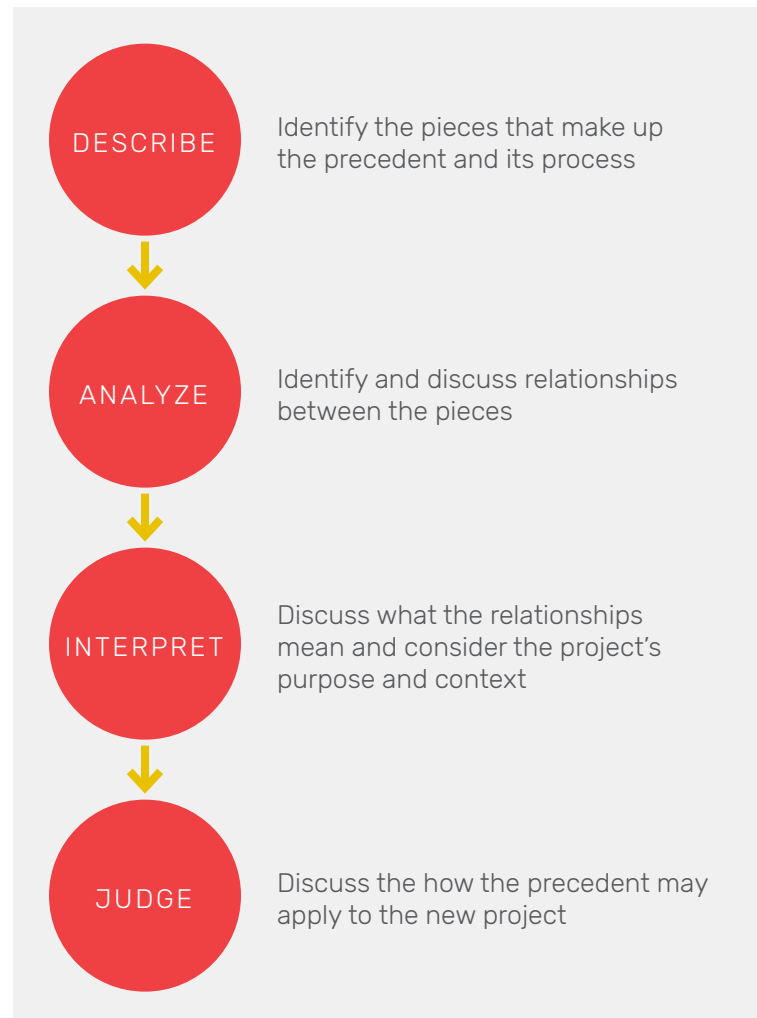 DESCRIBE
Identify the pieces that make up
the precedent and its process
ANALYZE
Identify and discuss relationships
between the pieces
INTERPRET
Discuss what the relationships
mean and consider the project’s
purpose and context
JUDGE
Discuss the how the precedent may
apply to the new project